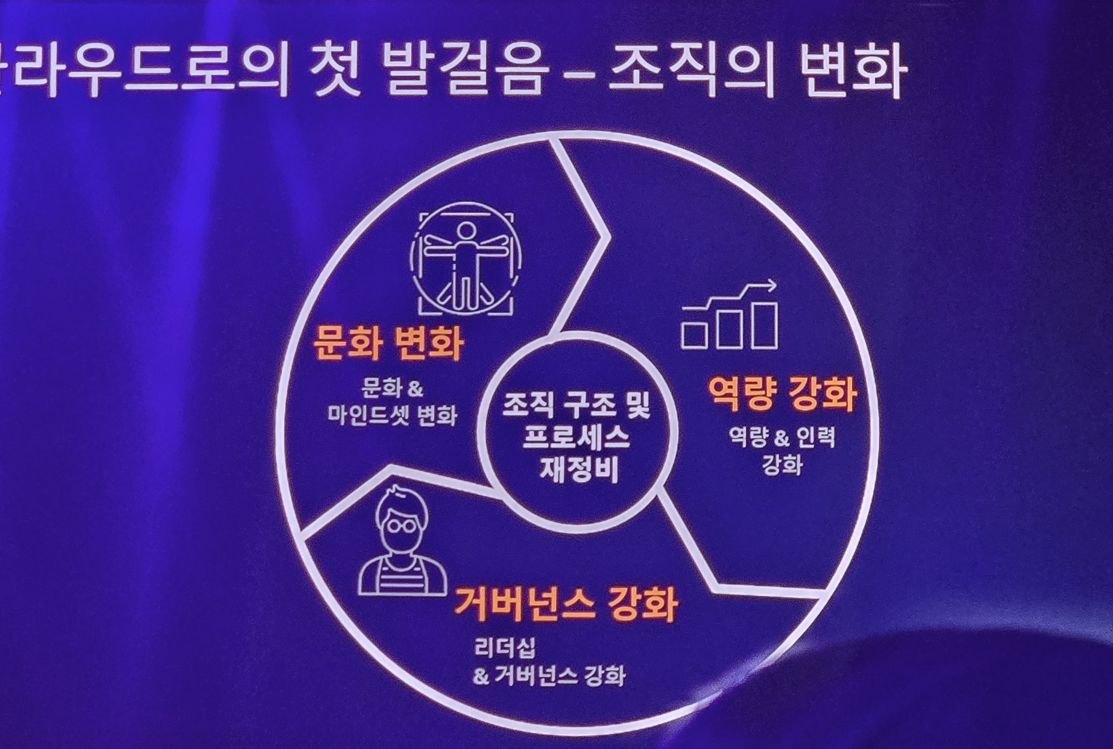 라우드로의 첫 발걸음 – 조직의 변화
문화 변화
문화 &
마인드셋 변화
역량 강화
역량 & 인력
강화
조직 구조 및
프로세스
재정비
거버넌스 강화
리더십
& 거버넌스 강화